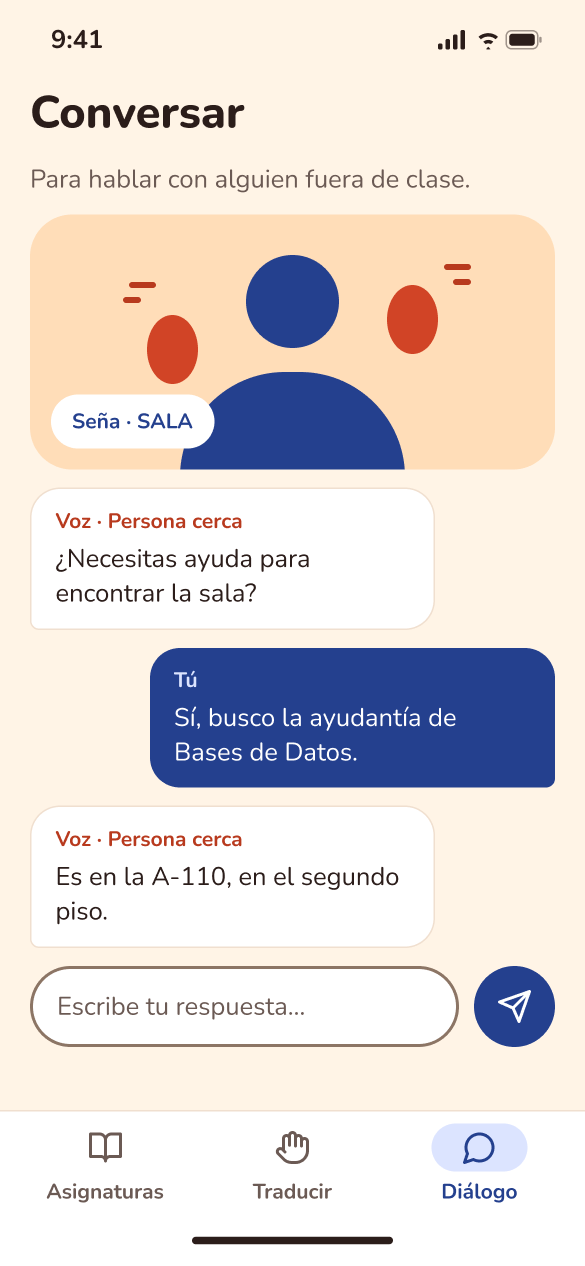 9:41
Conversar
Para hablar con alguien fuera de clase.
Seña · SALA
Voz · Persona cerca
¿Necesitas ayuda para
encontrar la sala?
Tú
Sí, busco la ayudantía de
Bases de Datos.
Voz · Persona cerca
Es en la A-110, en el segundo
piso.
Escribe tu respuesta...
Asignaturas
Traducir
Diálogo